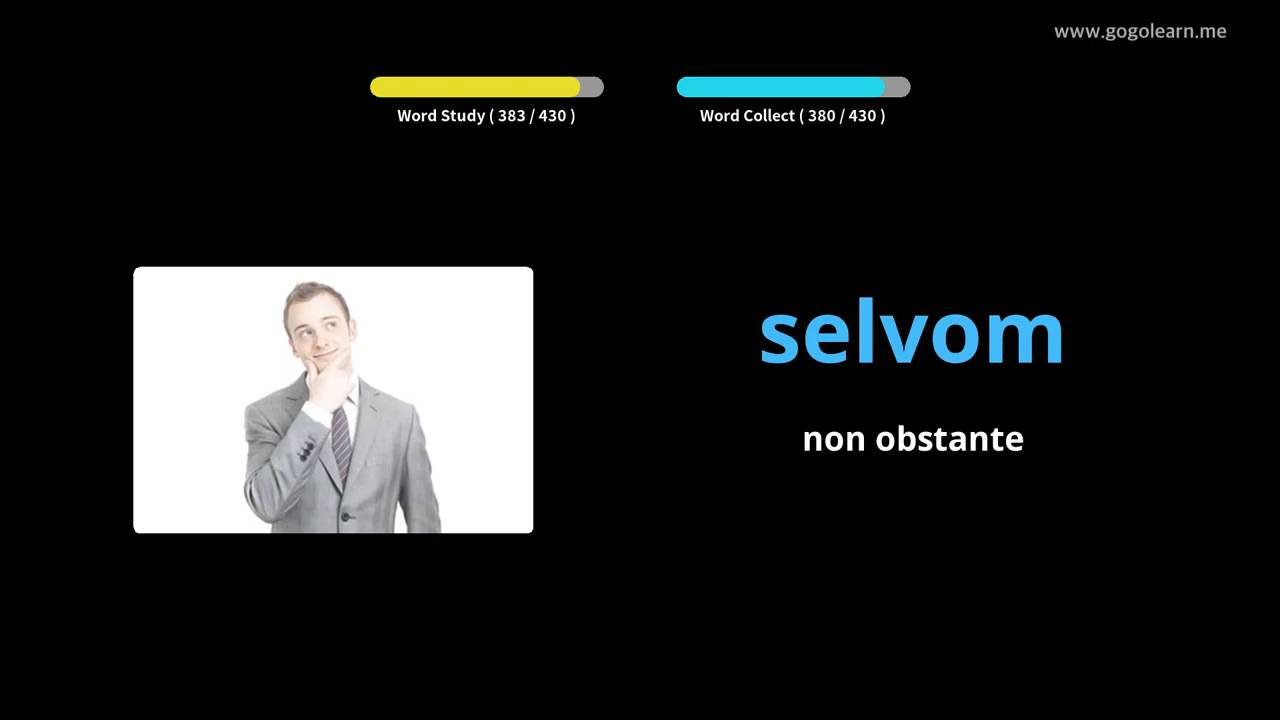 www.gogolearn.me
Word Study ( 383 / 430 )
Word Collect ( 380 / 430 )
selvom
non obstante